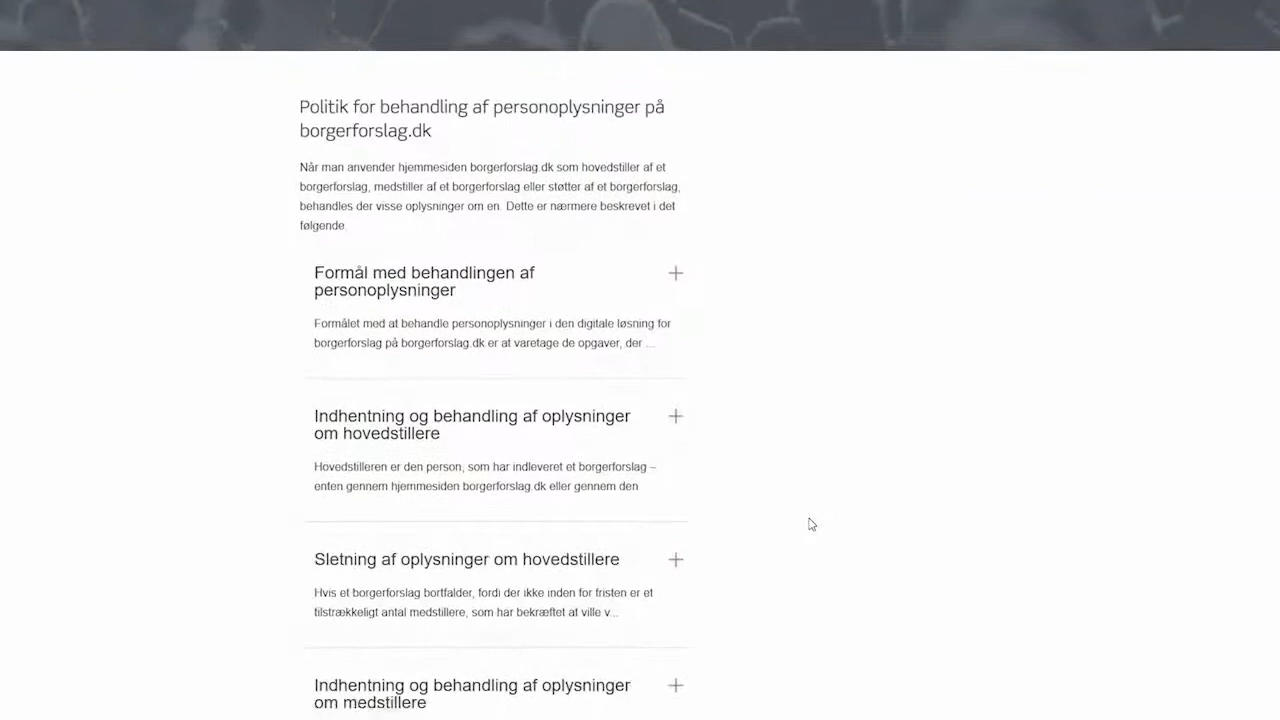 Politik for behandling af personoplysninger på
borgerforslag.dk
Når man anvender hjemmesiden borgerforslag.dk som hovedstiller af et
borgerforslag, medstiller af et borgerforslag eller støtter af et borgerforslag,
behandles der visse oplysninger om en. Dette er nærmere beskrevet i det
følgende.
Formål med behandlingen af
personoplysninger
Formålet med at behandle personoplysninger i den digitale løsning for
borgerforslag på borgerforslag.dk er at varetage de opgaver, der ...
Indhentning og behandling af oplysninger
om hovedstillere
Hovedstilleren er den person, som har indleveret et borgerforslag –
enten gennem hjemmesiden borgerforslag.dk eller gennem den
Sletning af oplysninger om hovedstillere
Hvis et borgerforslag bortfalder, fordi der ikke inden for fristen er et
tilstrækkeligt antal medstillere, som har bekræftet at ville v...
Indhentning og behandling af oplysninger
om medstillere